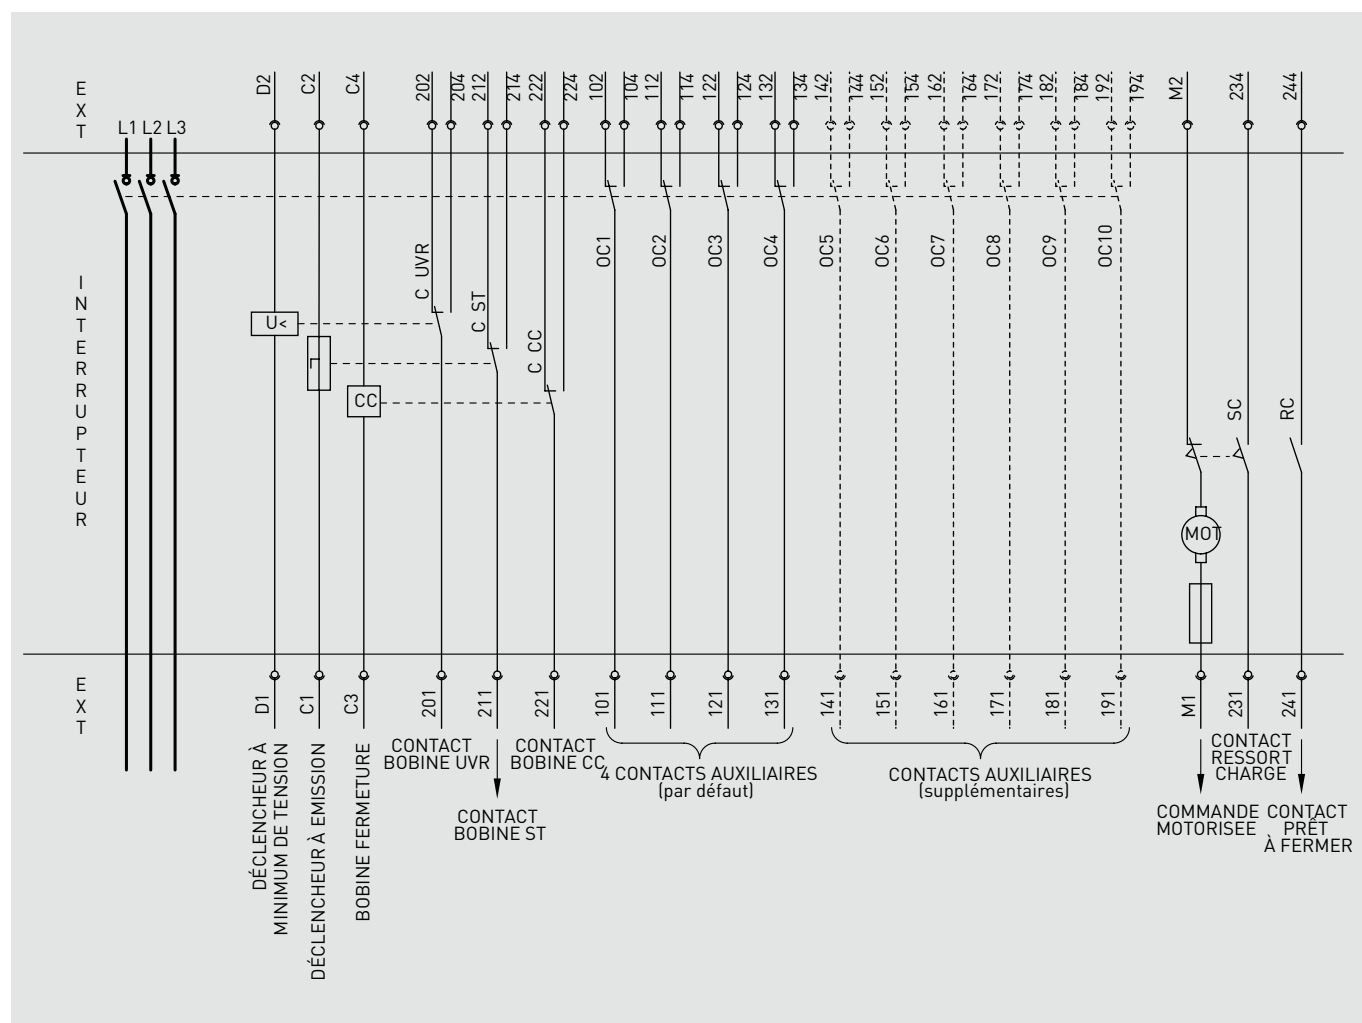 EXT
L1 L2 L3
D2
C2
C4
202
204
212
214
222
224
102
104
112
114
122
124
132
134
142
144
152
154
162
164
172
174
182
184
192
194
M2
234
244
INTERRUPTEUR
C UVR
C ST
C CC
OC1
OC2
OC3
OC4
OC5
OC6
OC7
OC8
OC9
OC10
SC
RC
U<
CC
MOT
EXT
D1
C1
C3
201
211
221
101
111
121
131
141
151
161
171
181
191
M1
231
241
DÉCLENCHEUR À
MINIMUM DE TENSION
DÉCLENCHEUR À EMISSION
BOBINE FERMETURE
CONTACT
BOBINE UVR
CONTACT
BOBINE ST
CONTACT
BOBINE CC
4 CONTACTS AUXILIAIRES
(par défaut)
CONTACTS AUXILIAIRES
(supplémentaires)
COMMANDE
MOTORISEE
CONTACT
RESSORT
CHARGE
CONTACT
PRÊT
À FERMER